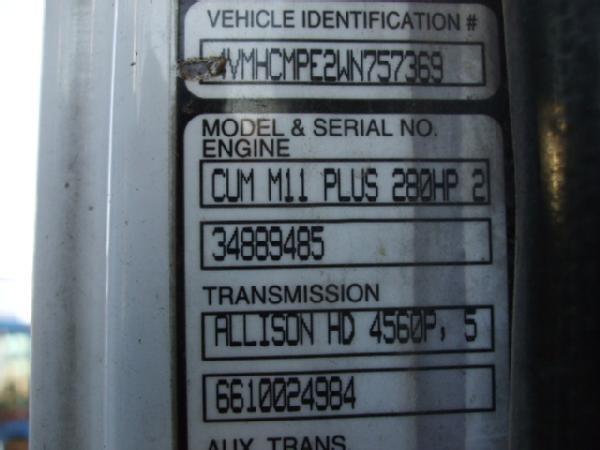 VEHICLE IDENTIFICATION #
4VMHCMPE2WN757369
MODEL & SERIAL NO.
ENGINE
CUM M11 PLUS 280HP 2
34889485
TRANSMISSION
ALLISON HD 4560P, 5
6610024984
AUX. TRANS.